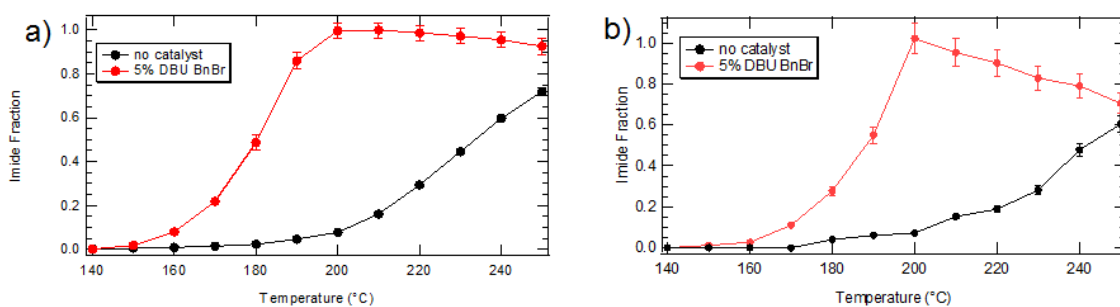 a)
no catalyst
5% DBU BnBr
Imide Fraction
1.0
0.8
0.6
0.4
0.2
0.0
140 160 180 200 220 240
Temperature (°C)
b)
no catalyst
5% DBU BnBr
Imide Fraction
1.0
0.8
0.6
0.4
0.2
0.0
140 160 180 200 220 240
Temperature (°C)